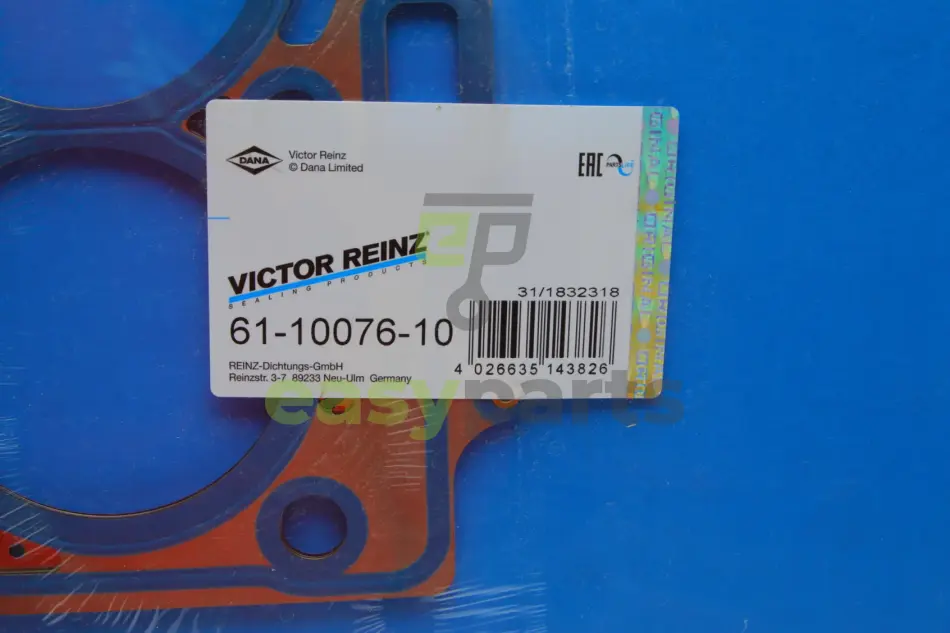 DANA
Victor Reinz
© Dana Limited
EAC
VICTOR REINZ®
SEALING PRODUCTS
31/1832318
61-10076-10
4 026635 143826
REINZ-Dichtungs-GmbH
Reinzstr. 3-7 89233 Neu-Ulm Germany
easyparts